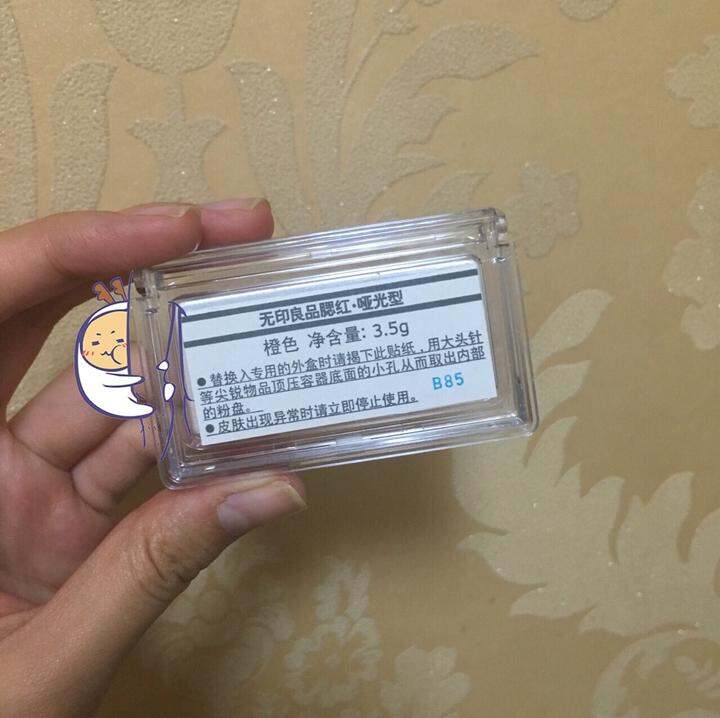 无印良品腮红·哑光型
橙色 净含量: 3.5g
●替换入专用的外盒时请揭下此贴纸，用大头针
等尖锐物品顶压容器底面的小孔从而取出内部
的粉盘。
●皮肤出现异常时请立即停止使用。
B85